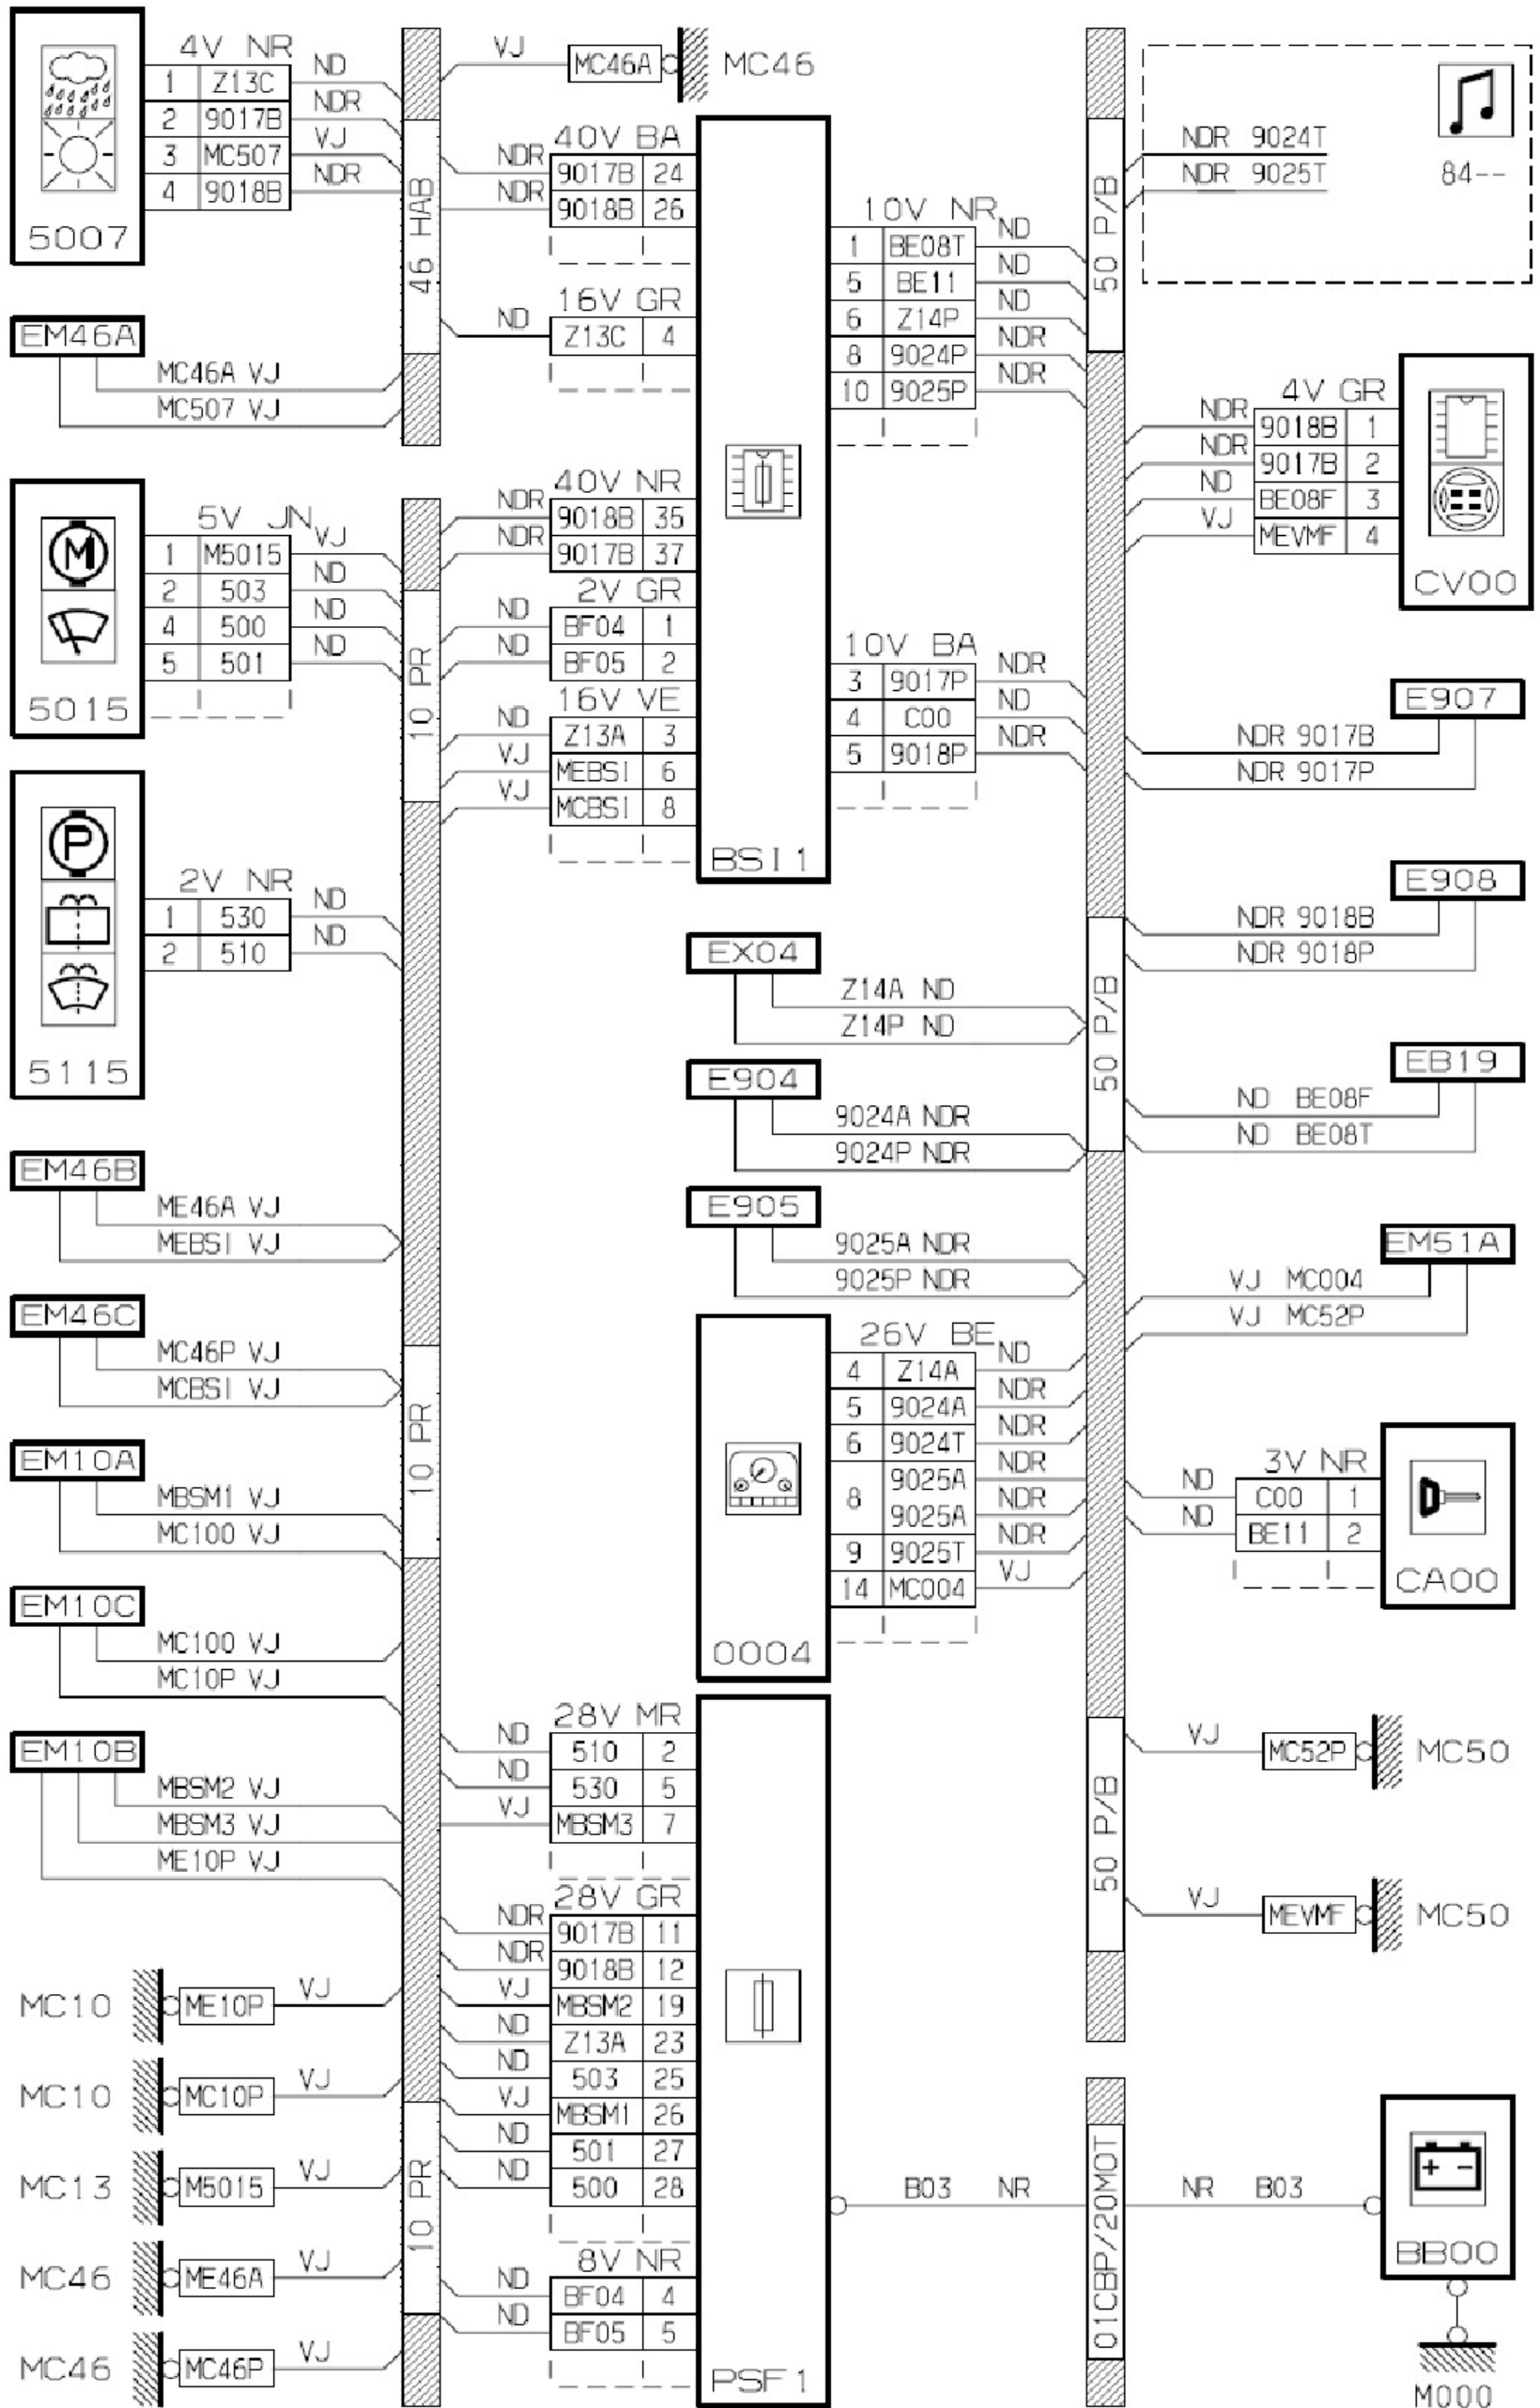 4V NR
1 Z13C ND
2 9017B NDR
3 MC507 VJ
4 9018B NDR
5007
EM46A
MC46A VJ
MC507 VJ
5V JN
1 M5015 VJ
2 503 ND
4 500 ND
5 501 ND
M
5015
P
2V NR
1 530 ND
2 510 ND
5115
EM46B
ME46A VJ
MEBSI VJ
EM46C
MC46P VJ
MCBSI VJ
EM10A
MBSM1 VJ
MC100 VJ
EM10C
MC100 VJ
MC10P VJ
EM10B
MBSM2 VJ
MBSM3 VJ
ME10P VJ
MC10 ME10P VJ
MC10 MC10P VJ
MC13 M5015 VJ
MC46 ME46A VJ
MC46 MC46P VJ
46 HAB
10 PR
10 PR
10 PR
VJ MC46A MC46
40V BA
NDR 9017B 24
NDR 9018B 26
16V GR
ND Z13C 4
40V NR
NDR 9018B 35
NDR 9017B 37
2V GR
ND BF04 1
ND BF05 2
16V VE
ND Z13A 3
VJ MEBSI 6
VJ MCBSI 8
BSI1
10V NR
1 BE08T ND
5 BE11 ND
6 Z14P ND
8 9024P NDR
10 9025P NDR
10V BA
3 9017P NDR
4 C00 ND
5 9018P NDR
EX04
Z14A ND
Z14P ND
E904
9024A NDR
9024P NDR
E905
9025A NDR
9025P NDR
26V BE
4 Z14A ND
5 9024A NDR
6 9024T NDR
8 9025A NDR
9025A NDR
9 9025T NDR
14 MC004 VJ
0004
28V MR
ND 510 2
ND 530 5
VJ MBSM3 7
28V GR
NDR 9017B 11
NDR 9018B 12
VJ MBSM2 19
ND Z13A 23
ND 503 25
VJ MBSM1 26
ND 501 27
ND 500 28
8V NR
ND BF04 4
ND BF05 5
PSF1
B03 NR
50 P/B
50 P/B
50 P/B
01CBP/20MOT
NDR 9024T
NDR 9025T
84--
4V GR
NDR 9018B 1
NDR 9017B 2
ND BE08F 3
VJ MEVMF 4
CV00
E907
NDR 9017B
NDR 9017P
E908
NDR 9018B
NDR 9018P
EB19
ND BE08F
ND BE08T
EM51A
VJ MC004
VJ MC52P
3V NR
ND C00 1
ND BE11 2
CA00
VJ MC52P MC50
VJ MEVMF MC50
NR B03
+ -
BB00
M000